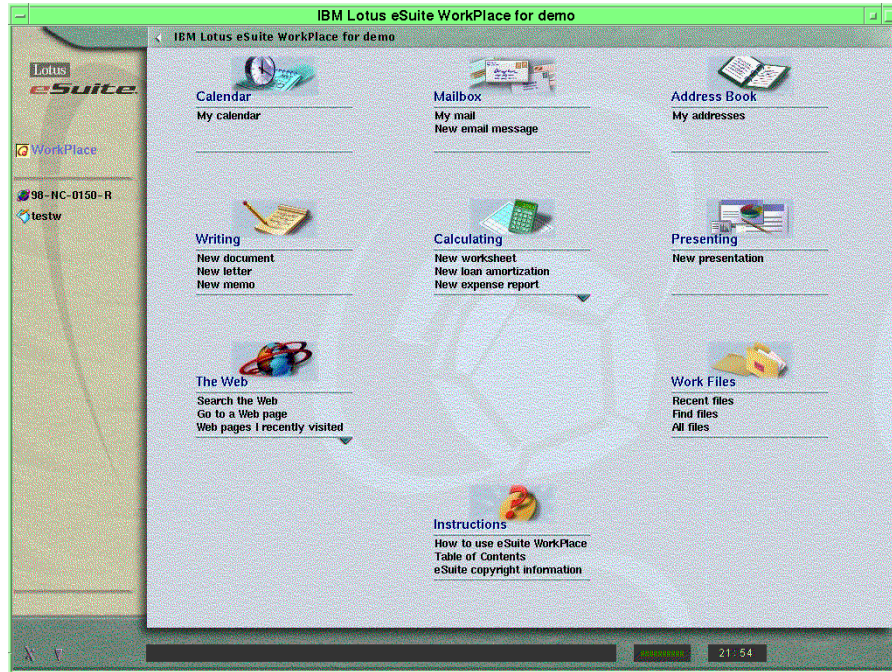 IBM Lotus eSuite WorkPlace for demo
IBM Lotus eSuite WorkPlace for demo
Lotus
eSuite
WorkPlace
98-NC-0150-R
testw
Calendar
My calendar
Mailbox
My mail
New email message
Address Book
My addresses
Writing
New document
New letter
New memo
Calculating
New worksheet
New loan amortization
New expense report
Presenting
New presentation
The Web
Search the Web
Go to a Web page
Web pages I recently visited
Work Files
Recent files
Find files
All files
Instructions
How to use eSuite WorkPlace
Table of Contents
eSuite copyright information
21:54